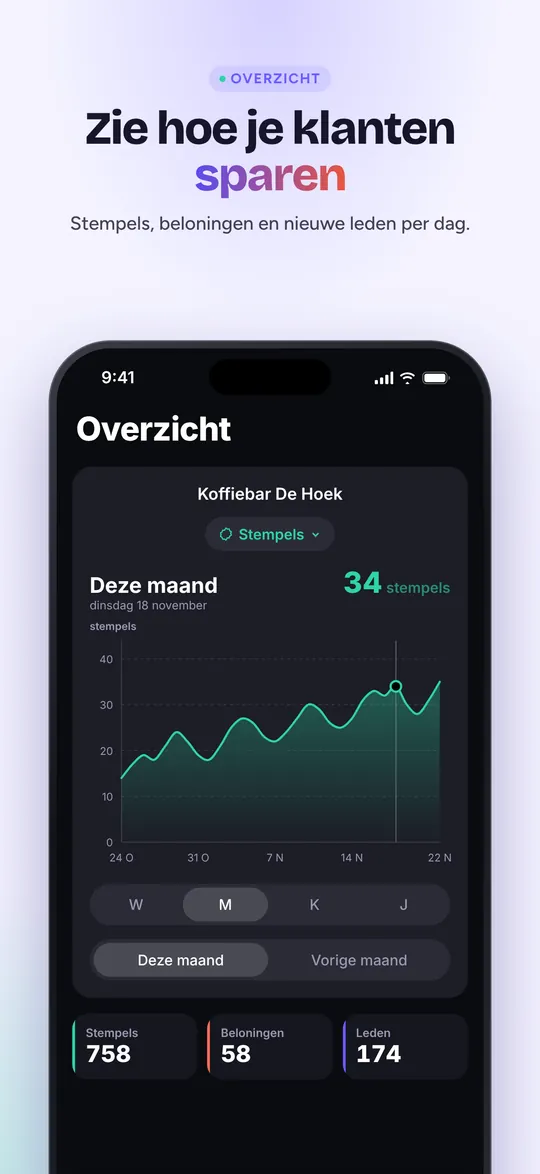 OVERZICHT
Zie hoe je klanten
sparen
Stempels, beloningen en nieuwe leden per dag.
9:41
Overzicht
Koffiebar De Hoek
Stempels
Deze maand
34 stempels
dinsdag 18 november
stempels
40
30
20
10
0
24 O 31 O 7 N 14 N 22 N
W M K J
Deze maand Vorige maand
Stempels Beloningen Leden
758 58 174